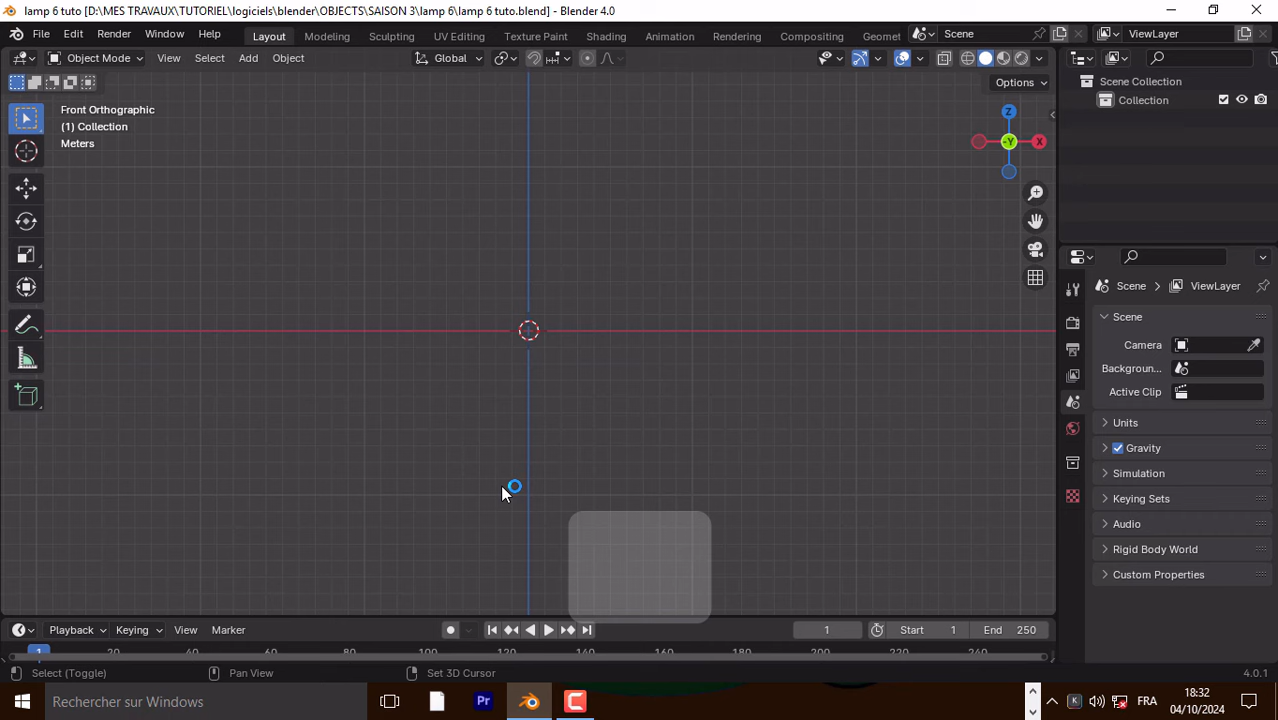 lamp 6 tuto [D:\MES TRAVAUX\TUTORIEL\logiciels\blender\OBJECTS\SAISON 3\lamp 6\lamp 6 tuto.blend] - Blender 4.0
File Edit Render Window Help Layout Modeling Sculpting UV Editing Texture Paint Shading Animation Rendering Compositing Geomet Scene ViewLayer
Object Mode View Select Add Object Global
Options
Scene Collection
Collection
Front Orthographic
(1) Collection
Meters
Z
-Y
X
Scene ViewLayer
Scene
Camera
Backgroun...
Active Clip
Units
Gravity
Simulation
Keying Sets
Audio
Rigid Body World
Custom Properties
Playback Keying View Marker 1 Start 1 End 250
1 20 40 60 80 100 120 140 160 180 200 220 240
Select (Toggle) Pan View Set 3D Cursor 4.0.1
Rechercher sur Windows Pr K FRA 18:32
04/10/2024